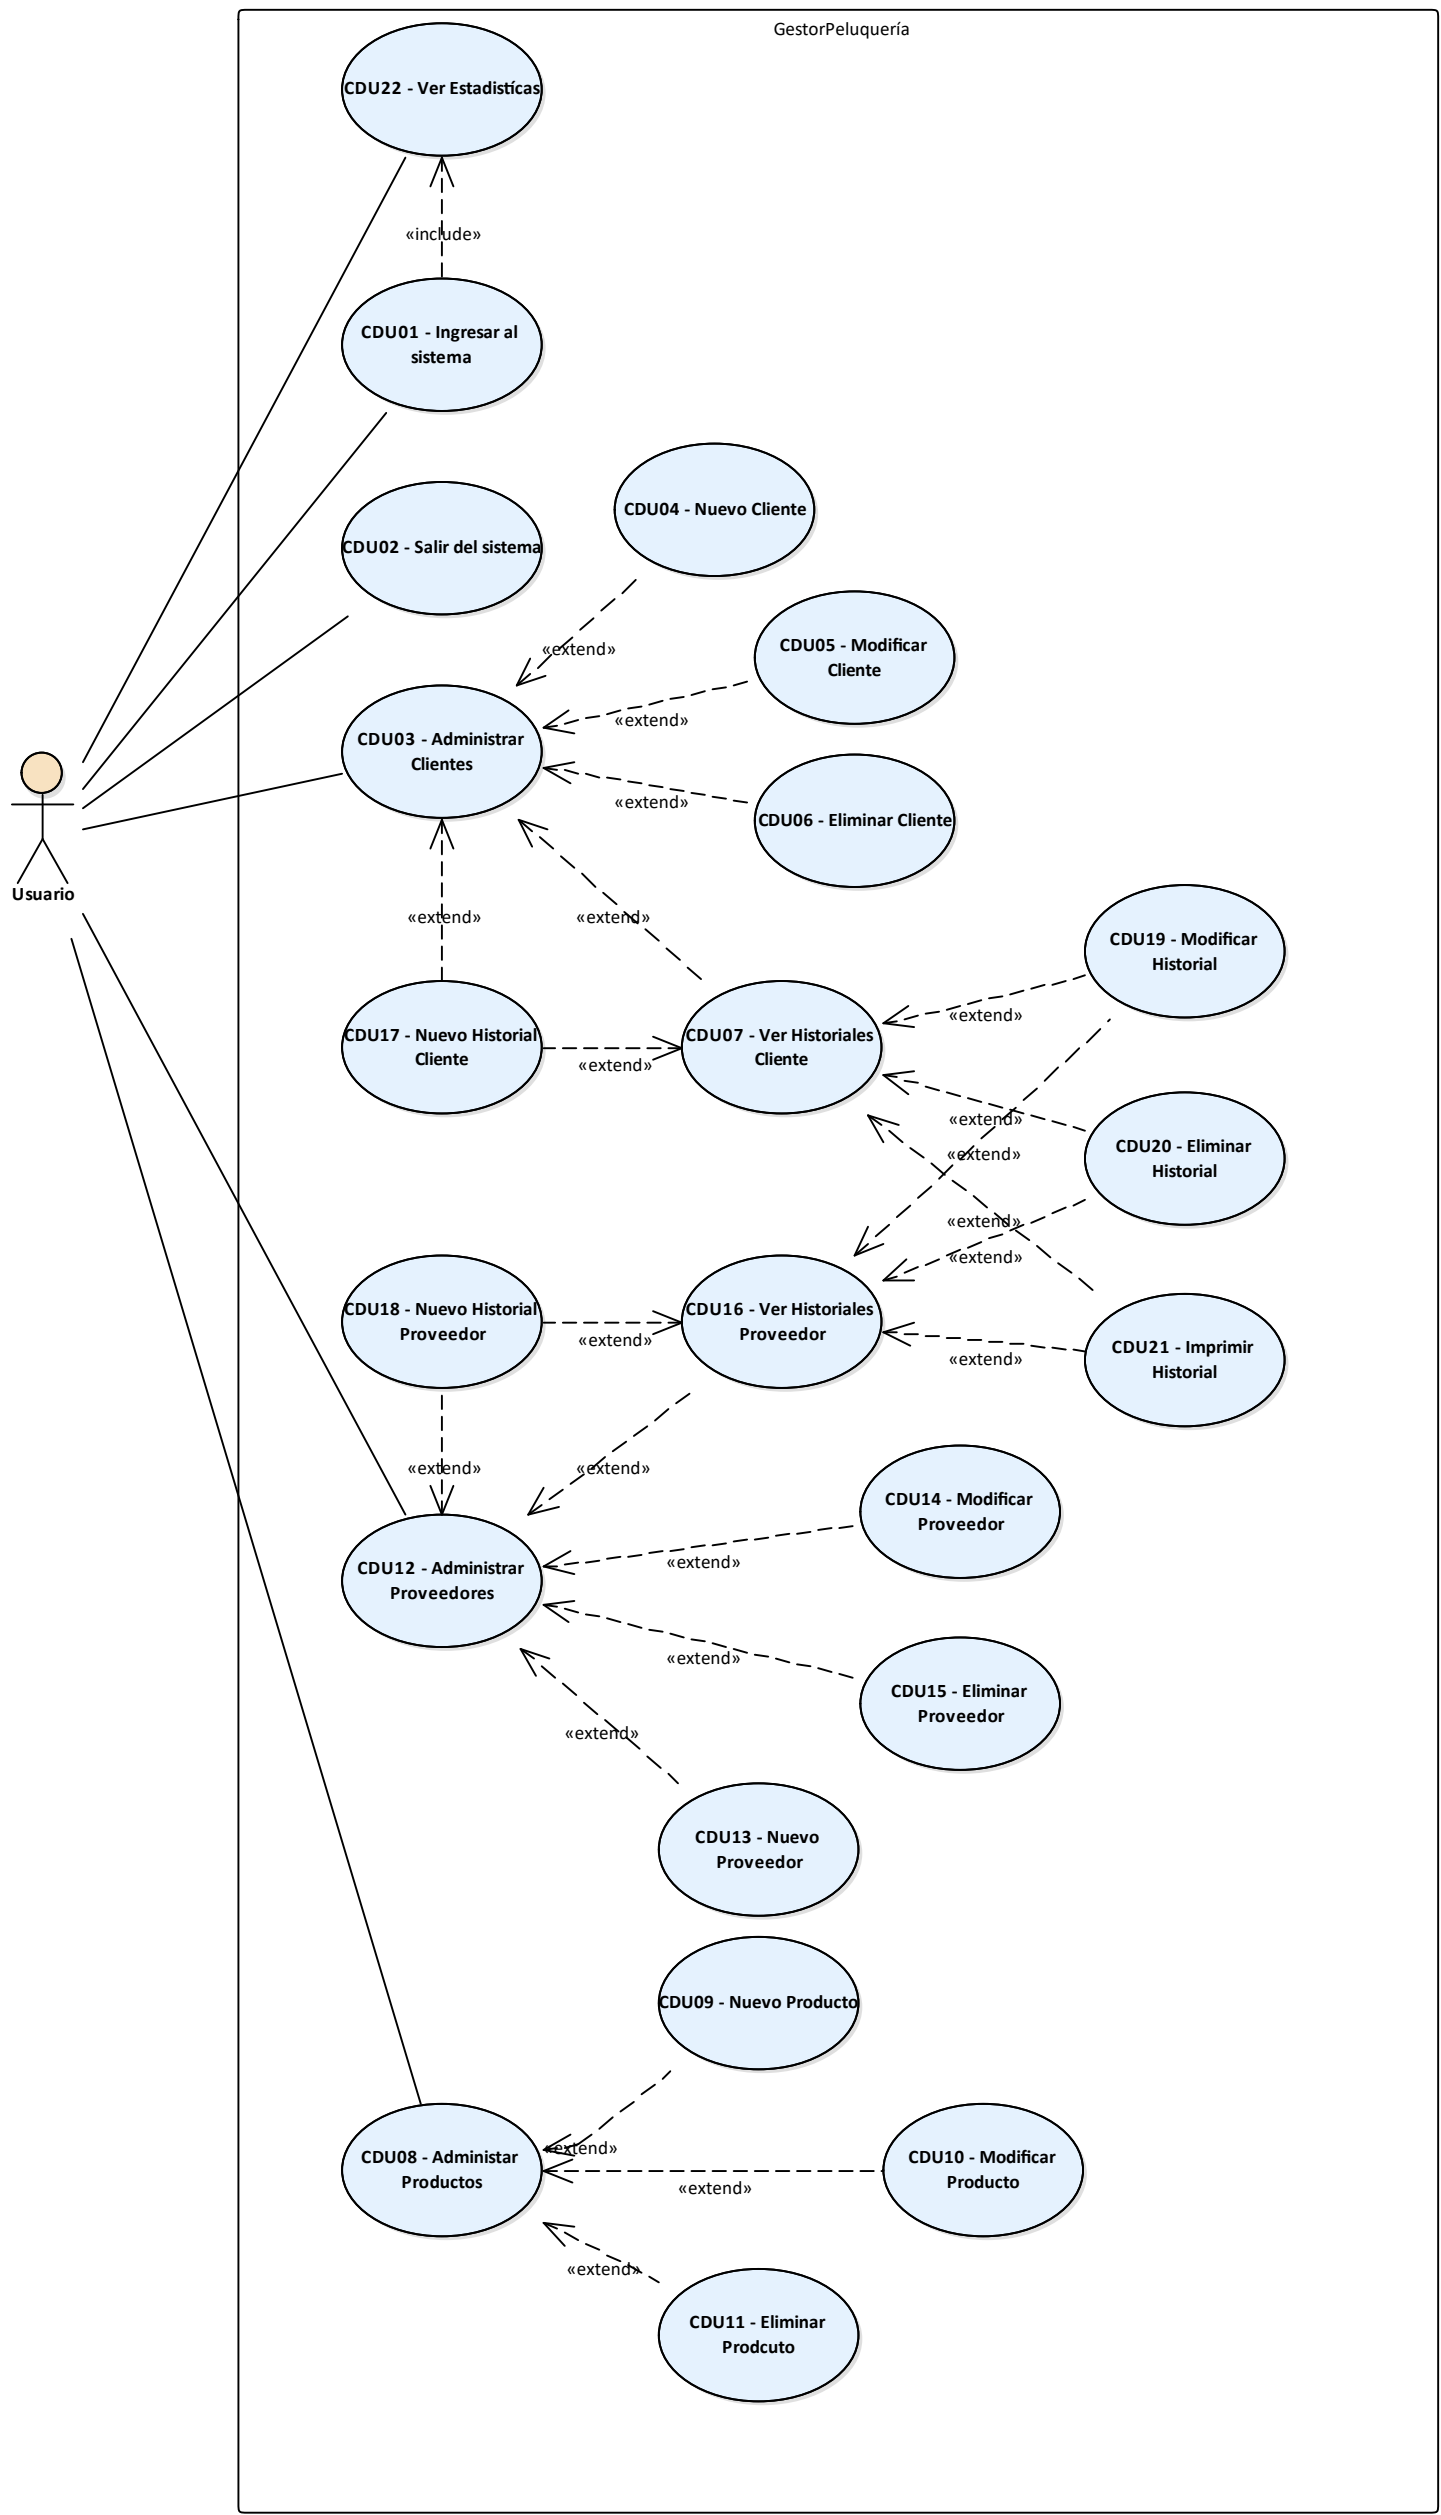 GestorPeluquería
CDU22 - Ver Estadistícas
«include»
CDU01 - Ingresar al
sistema
CDU04 - Nuevo Cliente
CDU02 - Salir del sistema
«extend»
CDU05 - Modificar
Cliente
«extend»
CDU03 - Administrar
Clientes
«extend»
CDU06 - Eliminar Cliente
Usuario
«extend»
«extend»
CDU19 - Modificar
Historial
«extend»
CDU17 - Nuevo Historial
Cliente
«extend»
CDU07 - Ver Historiales
Cliente
«extend»
«extend»
CDU20 - Eliminar
Historial
«extend»
«extend»
CDU18 - Nuevo Historial
Proveedor
«extend»
CDU16 - Ver Historiales
Proveedor
«extend»
CDU21 - Imprimir
Historial
«extend»
«extend»
CDU14 - Modificar
Proveedor
«extend»
CDU12 - Administrar
Proveedores
«extend»
CDU15 - Eliminar
Proveedor
«extend»
CDU13 - Nuevo
Proveedor
CDU09 - Nuevo Producto
«extend»
CDU08 - Administar
Productos
CDU10 - Modificar
Producto
«extend»
«extend»
CDU11 - Eliminar
Prodcuto